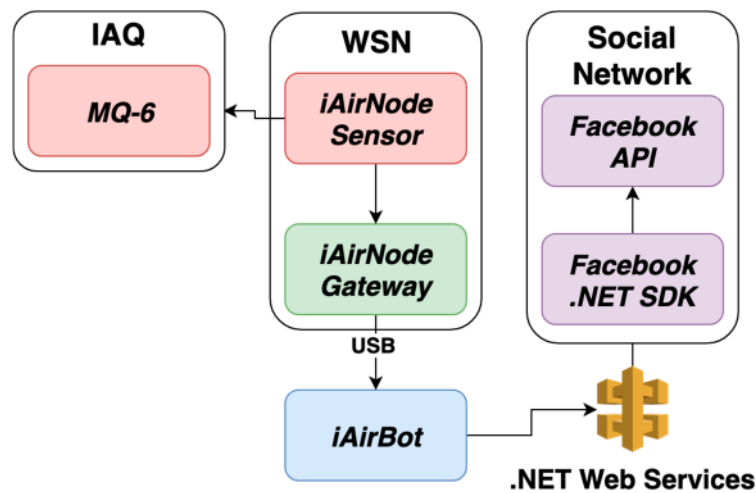 IAQ
MQ-6
WSN
iAirNode
Sensor
iAirNode
Gateway
USB
iAirBot
Social
Network
Facebook
API
Facebook
.NET SDK
.NET Web Services